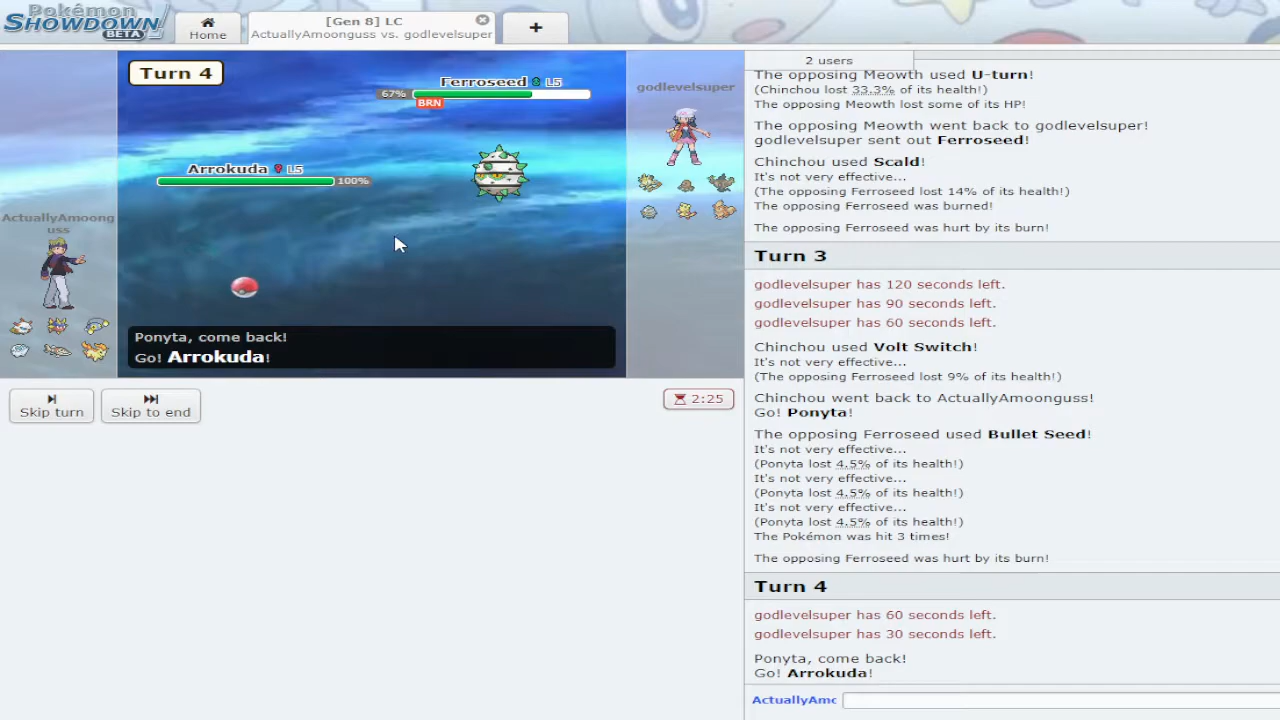 Pokémon
SHOWDOWN
BETA
Home
[Gen 8] LC
ActuallyAmoonguss vs. godlevelsuper
+
Turn 4
Ferroseed L5
67%
BRN
Arrokuda L5
100%
ActuallyAmoong
uss
godlevelsuper
Ponyta, come back!
Go! Arrokuda!
Skip turn
Skip to end
2:25
2 users
The opposing Meowth used U-turn!
(Chinchou lost 33.3% of its health!)
The opposing Meowth lost some of its HP!
The opposing Meowth went back to godlevelsuper!
godlevelsuper sent out Ferroseed!
Chinchou used Scald!
It's not very effective...
(The opposing Ferroseed lost 14% of its health!)
The opposing Ferroseed was burned!
The opposing Ferroseed was hurt by its burn!
Turn 3
godlevelsuper has 120 seconds left.
godlevelsuper has 90 seconds left.
godlevelsuper has 60 seconds left.
Chinchou used Volt Switch!
It's not very effective...
(The opposing Ferroseed lost 9% of its health!)
Chinchou went back to ActuallyAmoonguss!
Go! Ponyta!
The opposing Ferroseed used Bullet Seed!
It's not very effective...
(Ponyta lost 4.5% of its health!)
It's not very effective...
(Ponyta lost 4.5% of its health!)
It's not very effective...
(Ponyta lost 4.5% of its health!)
The Pokémon was hit 3 times!
The opposing Ferroseed was hurt by its burn!
Turn 4
godlevelsuper has 60 seconds left.
godlevelsuper has 30 seconds left.
Ponyta, come back!
Go! Arrokuda!
ActuallyAmc